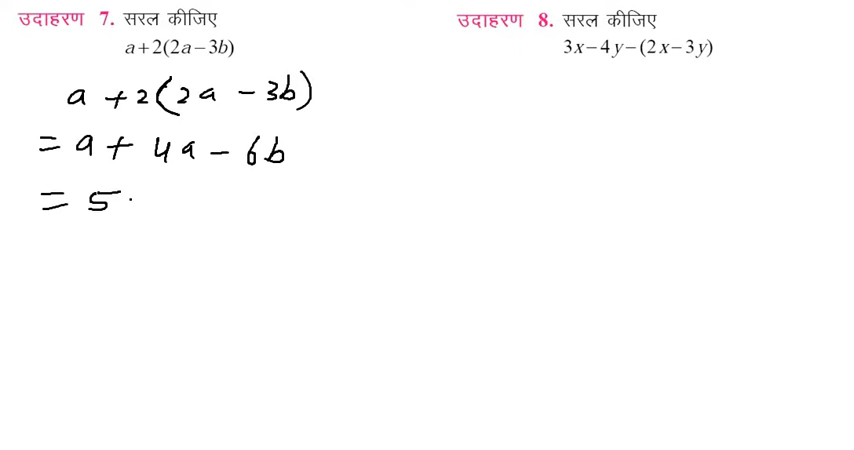 उदाहरण 7. सरल कीजिए
a+2(2a−3b)
a + 2(2a − 3b)
= a + 4a − 6b
= 5
उदाहरण 8. सरल कीजिए
3x−4y−(2x−3y)